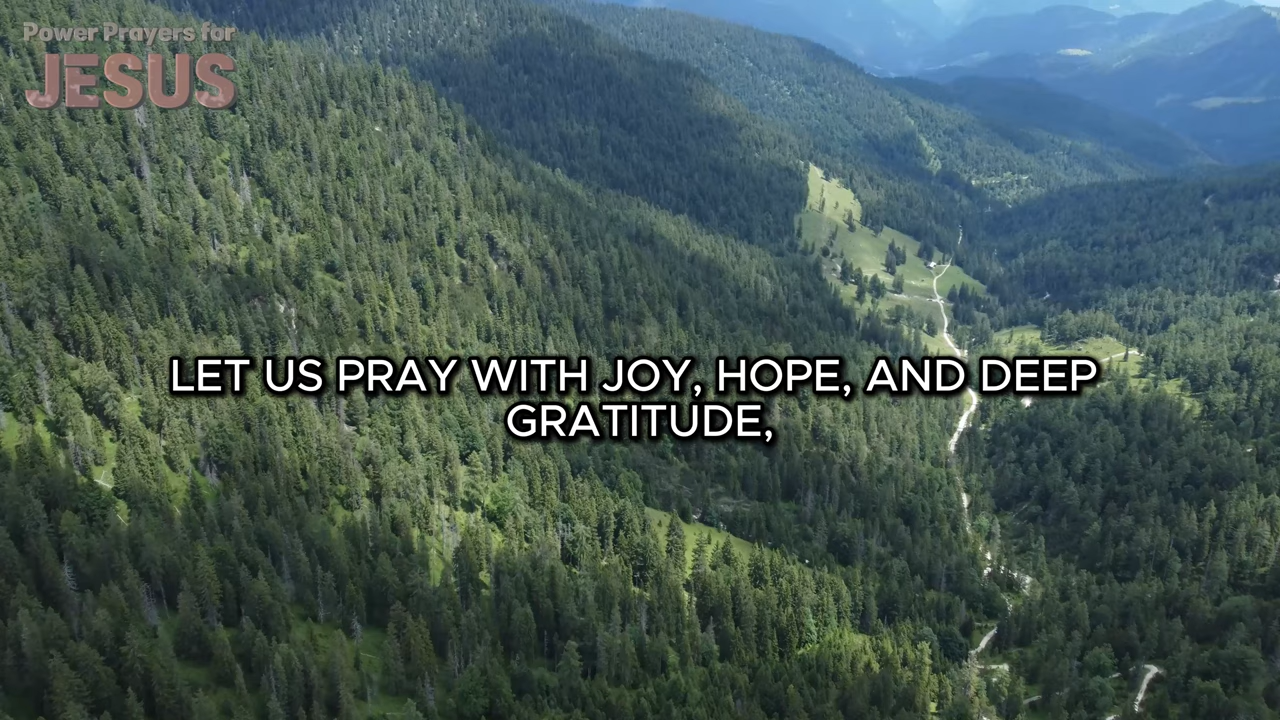 Power Prayers for
JESUS
LET US PRAY WITH JOY, HOPE, AND DEEP
GRATITUDE,